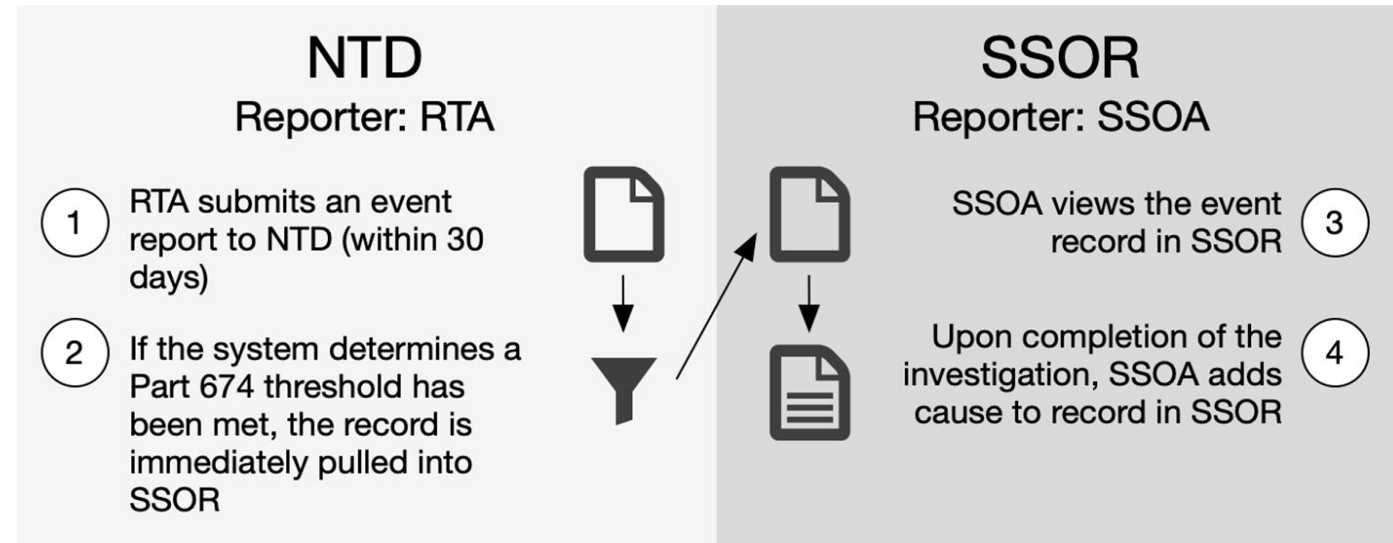 NTD
Reporter: RTA
1
RTA submits an event
report to NTD (within 30
days)
2
If the system determines a
Part 674 threshold has
been met, the record is
immediately pulled into
SSOR
SSOR
Reporter: SSOA
SSOA views the event
record in SSOR
3
Upon completion of the
investigation, SSOA adds
cause to record in SSOR
4